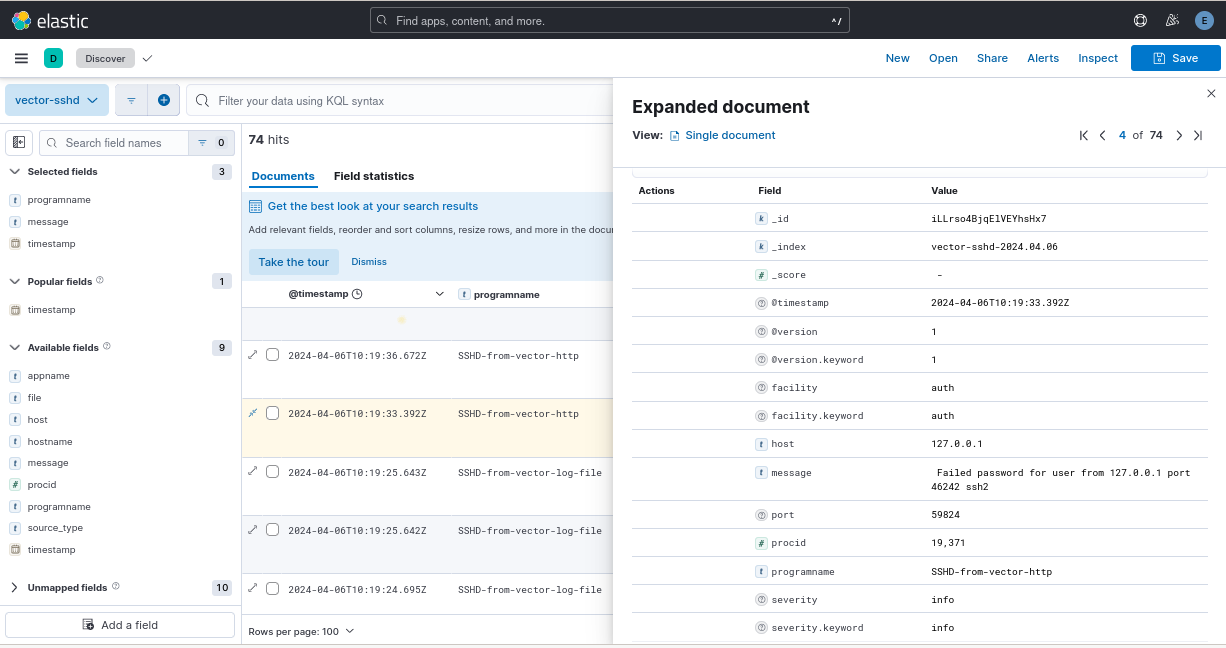 elastic
Find apps, content, and more.
^/
E
D
Discover
New
Open
Share
Alerts
Inspect
Save
vector-sshd
Filter your data using KQL syntax
Search field names
0
Selected fields
3
programname
message
timestamp
Popular fields
1
timestamp
Available fields
9
appname
file
host
hostname
message
procid
programname
source_type
timestamp
Unmapped fields
10
Add a field
74 hits
Documents
Field statistics
Get the best look at your search results
Add relevant fields, reorder and sort columns, resize rows, and more in the docu
Take the tour
Dismiss
@timestamp
programname
2024-04-06T10:19:36.672Z SSHD-from-vector-http
2024-04-06T10:19:33.392Z SSHD-from-vector-http
2024-04-06T10:19:25.643Z SSHD-from-vector-log-file
2024-04-06T10:19:25.642Z SSHD-from-vector-log-file
2024-04-06T10:19:24.695Z SSHD-from-vector-log-file
Rows per page: 100
Expanded document
View: Single document
4 of 74
Actions Field Value
k _id iLLrso4BjqElVEYhsHx7
k _index vector-sshd-2024.04.06
# _score -
@timestamp 2024-04-06T10:19:33.392Z
@version 1
@version.keyword 1
facility auth
facility.keyword auth
t host 127.0.0.1
t message Failed password for user from 127.0.0.1 port
46242 ssh2
port 59824
# procid 19,371
t programname SSHD-from-vector-http
severity info
severity.keyword info